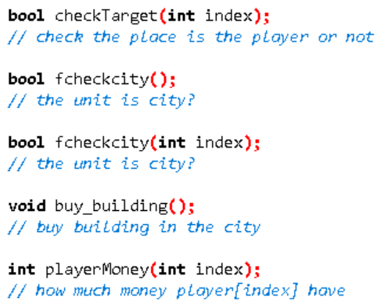 bool checkTarget(int index);
// check the place is the player or not
bool fcheckcity();
// the unit is city?
bool fcheckcity(int index);
// the unit is city?
void buy_building();
// buy building in the city
int playerMoney(int index);
// how much money player[index] have